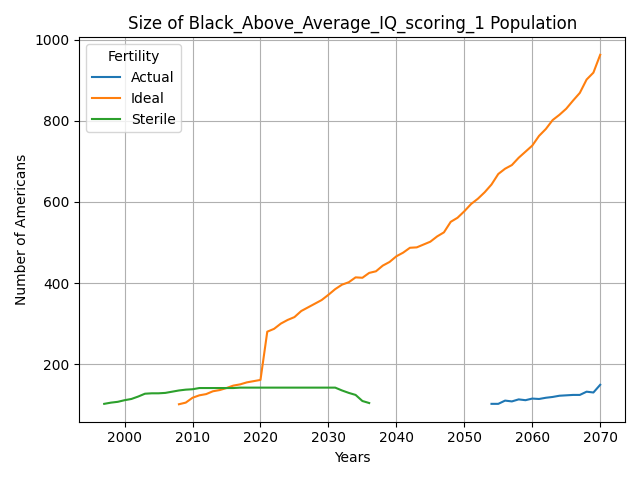 Size of Black_Above_Average_IQ_scoring_1 Population
Fertility
Actual
Ideal
Sterile
Number of Americans
1000
800
600
400
200
2000 2010 2020 2030 2040 2050 2060 2070
Years